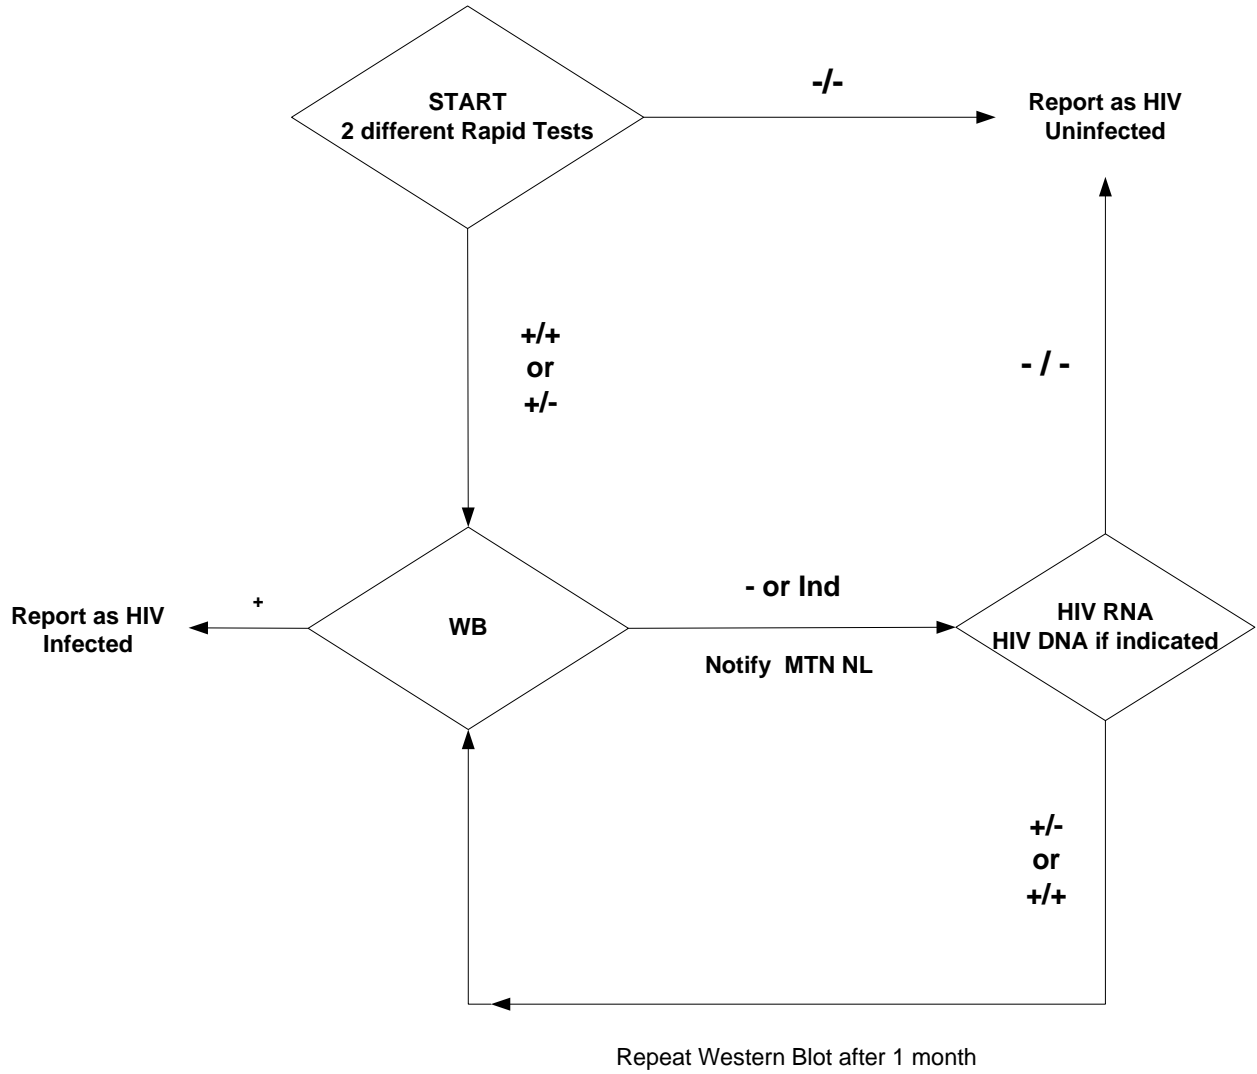 START
2 different Rapid Tests
-/-
Report as HIV
Uninfected
+/+
or
+/-
- / -
Report as HIV
Infected
+
WB
- or Ind
Notify  MTN NL
HIV RNA
HIV DNA if indicated
+/-
or
+/+
Repeat Western Blot after 1 month